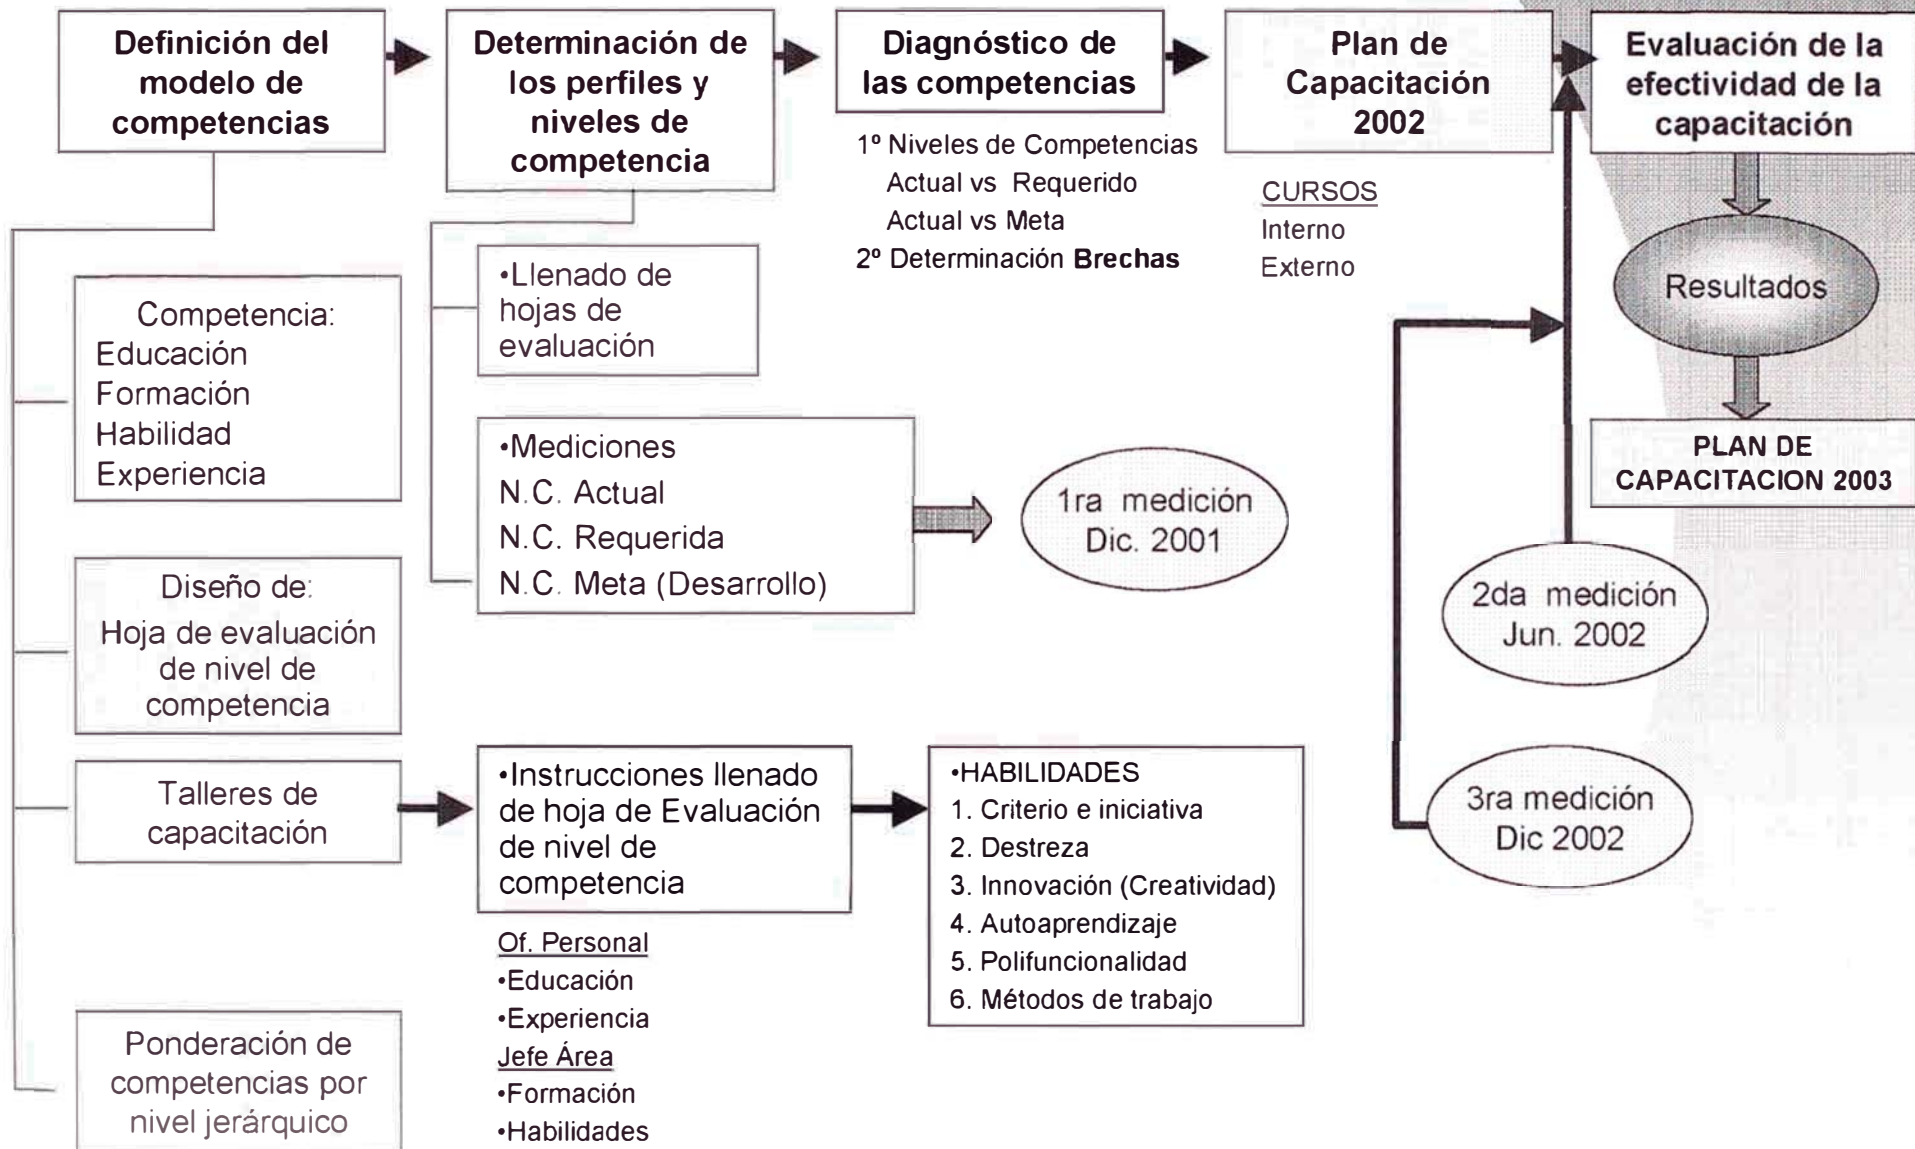 Definición del
modelo de
competencias
Determinación de
los perfiles y
niveles de
competencia
Diagnóstico de
las competencias
Plan de
Capacitación
2002
Evaluación de la
efectividad de la
capacitación
1º Niveles de Competencias
Actual vs Requerido
Actual vs Meta
2º Determinación Brechas
CURSOS
Interno
Externo
Resultados
PLAN DE
CAPACITACION 2003
Competencia:
Educación
Formación
Habilidad
Experiencia
•Llenado de
hojas de
evaluación
•Mediciones
N.C. Actual
N.C. Requerida
N.C. Meta (Desarrollo)
1ra medición
Dic. 2001
2da medición
Jun. 2002
3ra medición
Dic 2002
Diseño de:
Hoja de evaluación
de nivel de
competencia
Talleres de
capacitación
•Instrucciones llenado
de hoja de Evaluación
de nivel de
competencia
•HABILIDADES
1. Criterio e iniciativa
2. Destreza
3. Innovación (Creatividad)
4. Autoaprendizaje
5. Polifuncionalidad
6. Métodos de trabajo
Of. Personal
•Educación
•Experiencia
Jefe Área
•Formación
•Habilidades
Ponderación de
competencias por
nivel jerárquico